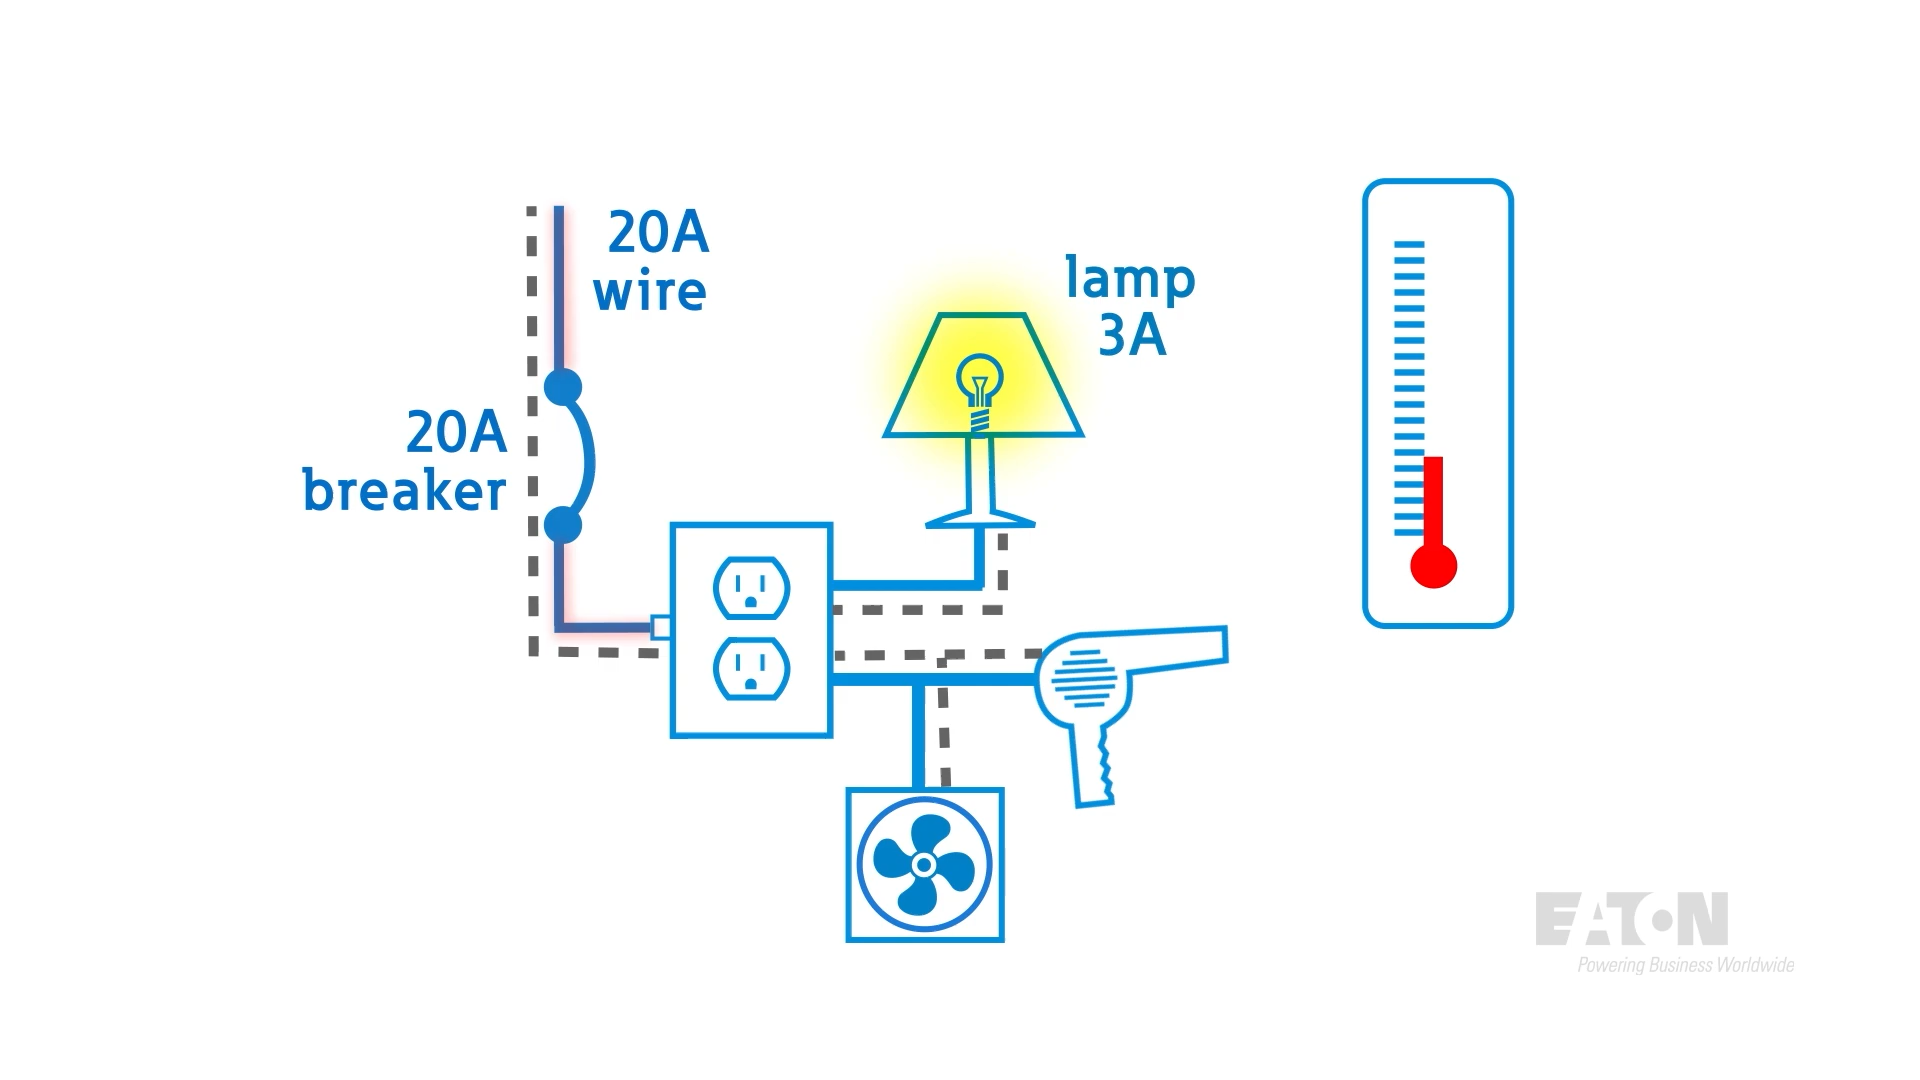 20A
wire
lamp
3A
20A
breaker
EATON
Powering Business Worldwide